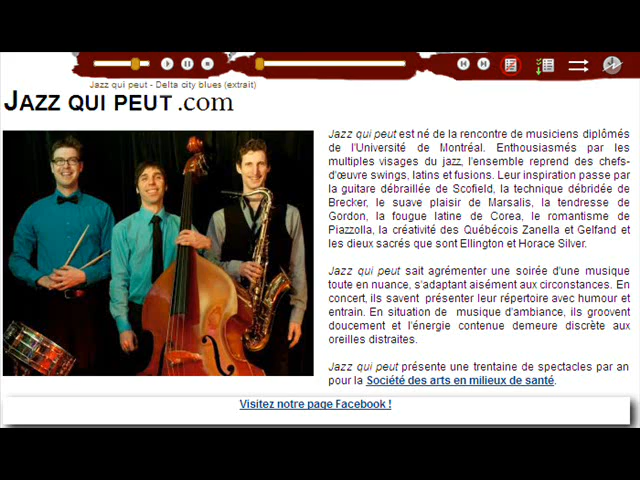 Jazz qui peut - Delta city blues (extrait)
JAZZ QUI PEUT .com
Jazz qui peut est né de la rencontre de musiciens diplômés
de l'Université de Montréal. Enthousiasmés par les
multiples visages du jazz, l'ensemble reprend des chefs-
d'œuvre swings, latins et fusions. Leur inspiration passe par
la guitare débraillée de Scofield, la technique débridée de
Brecker, le suave plaisir de Marsalis, la tendresse de
Gordon, la fougue latine de Corea, le romantisme de
Piazzolla, la créativité des Québécois Zanella et Gelfand et
les dieux sacrés que sont Ellington et Horace Silver.
Jazz qui peut sait agrémenter une soirée d'une musique
toute en nuance, s'adaptant aisément aux circonstances. En
concert, ils savent présenter leur répertoire avec humour et
entrain. En situation de musique d'ambiance, ils groovent
doucement et l'énergie contenue demeure discrète aux
oreilles distraites.
Jazz qui peut présente une trentaine de spectacles par an
pour la Société des arts en milieux de santé.
Visitez notre page Facebook !